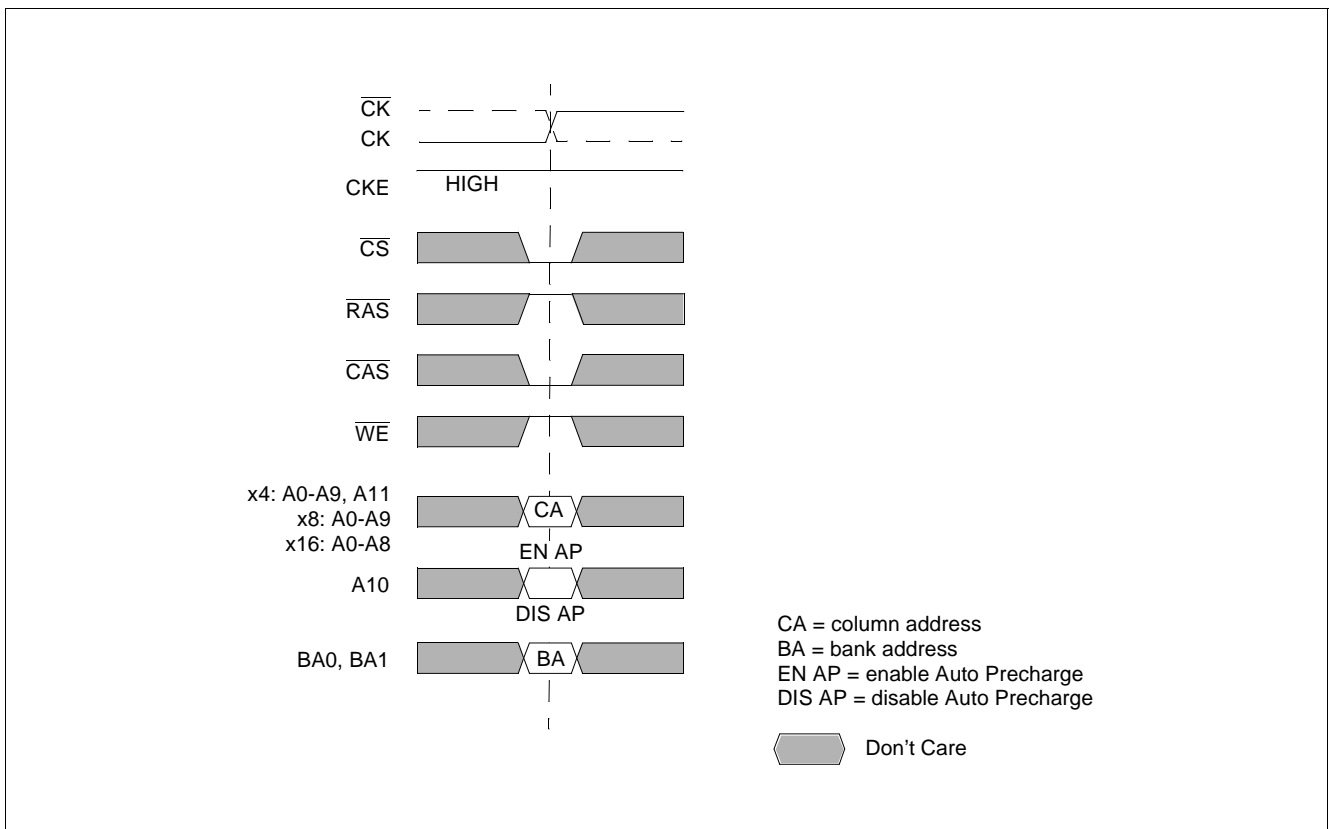 CK
CK
CKE
HIGH
CS
RAS
CAS
WE
x4: A0-A9, A11
x8: A0-A9
x16: A0-A8
CA
EN AP
A10
DIS AP
BA0, BA1
BA
CA = column address
BA = bank address
EN AP = enable Auto Precharge
DIS AP = disable Auto Precharge
Don't Care